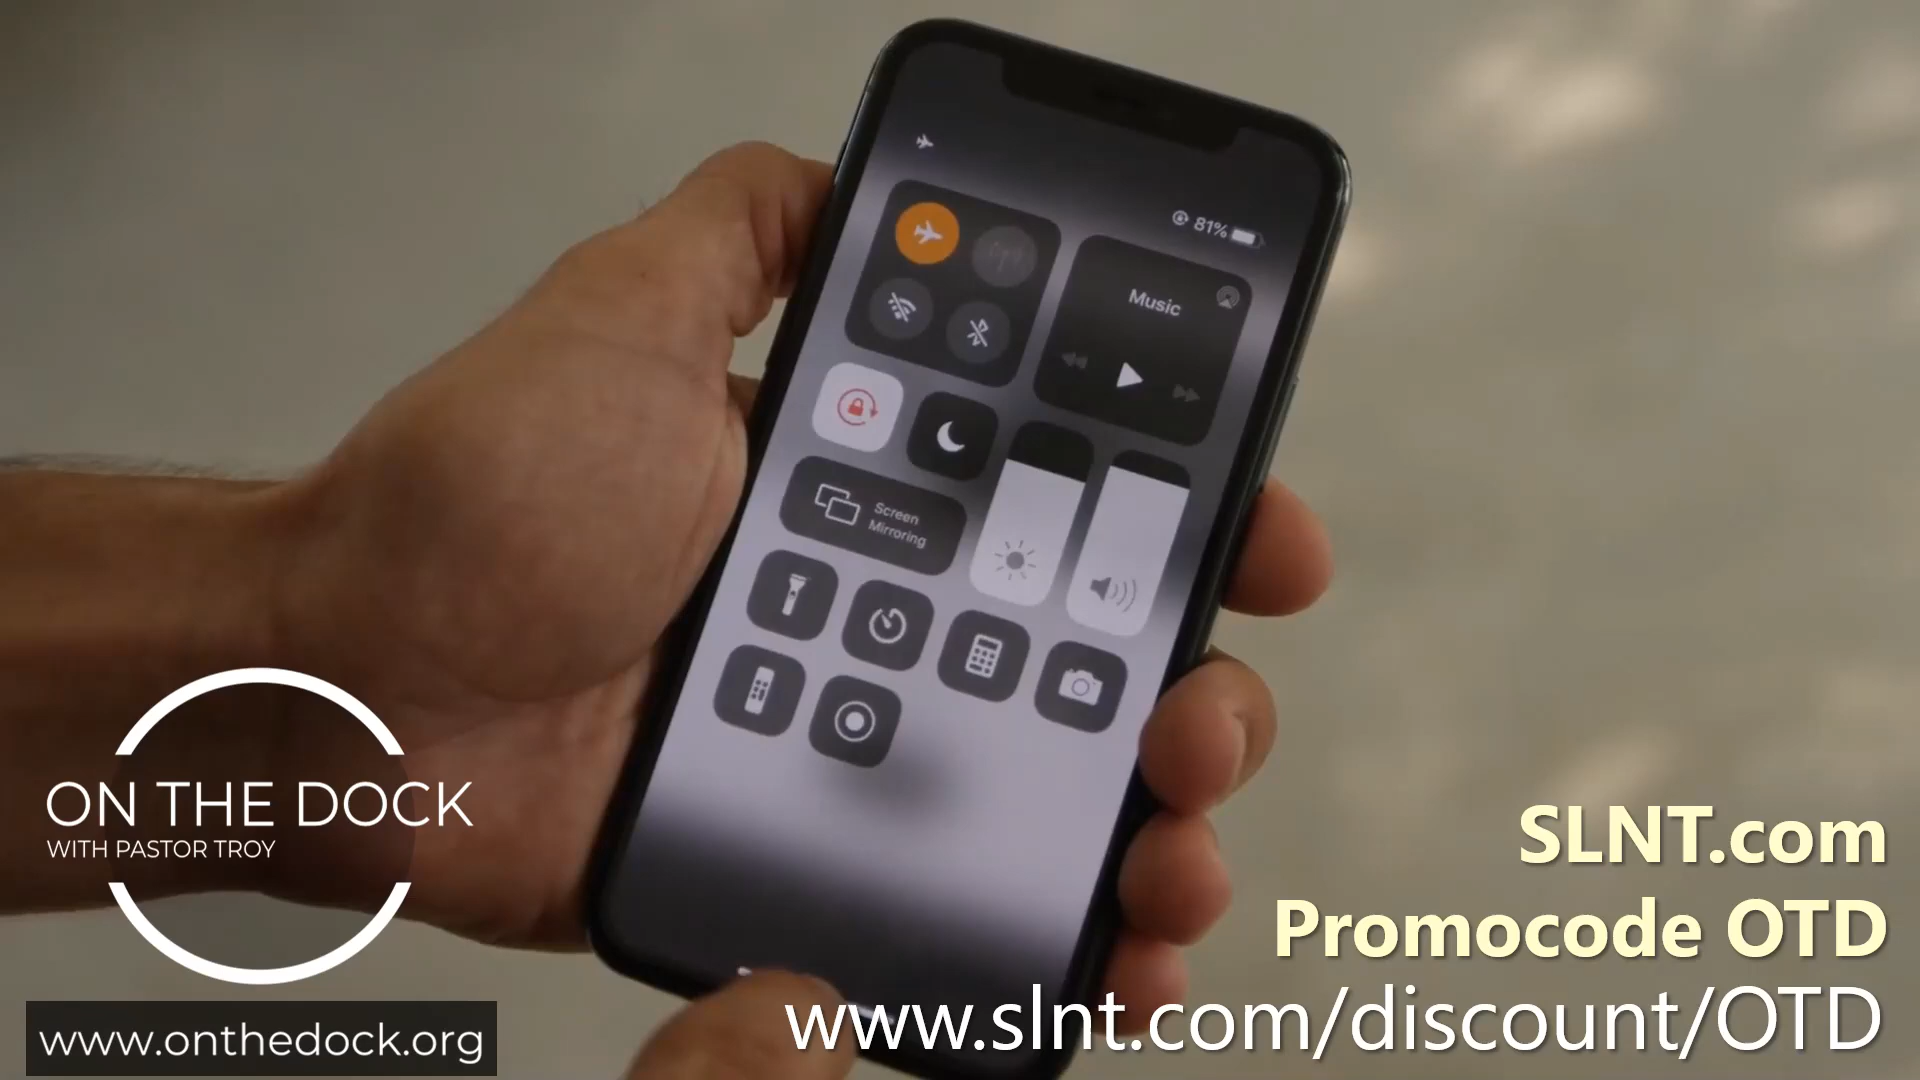 81%
Music
Screen
Mirroring
ON THE DOCK
WITH PASTOR TROY
www.onthedock.org
SLNT.com
Promocode OTD
www.slnt.com/discount/OTD